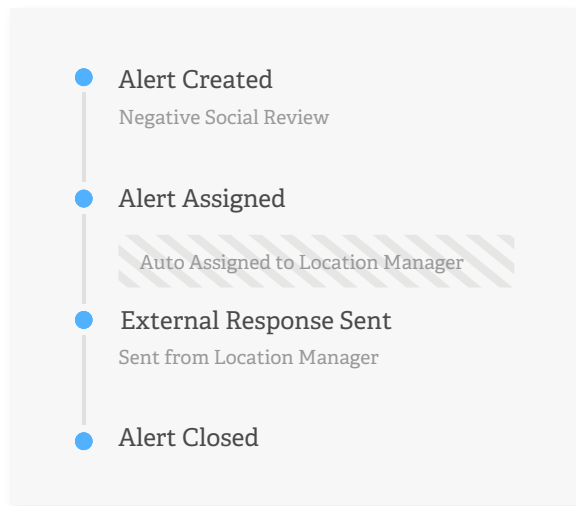 Alert Created
Negative Social Review
Alert Assigned
Auto Assigned to Location Manager
External Response Sent
Sent from Location Manager
Alert Closed